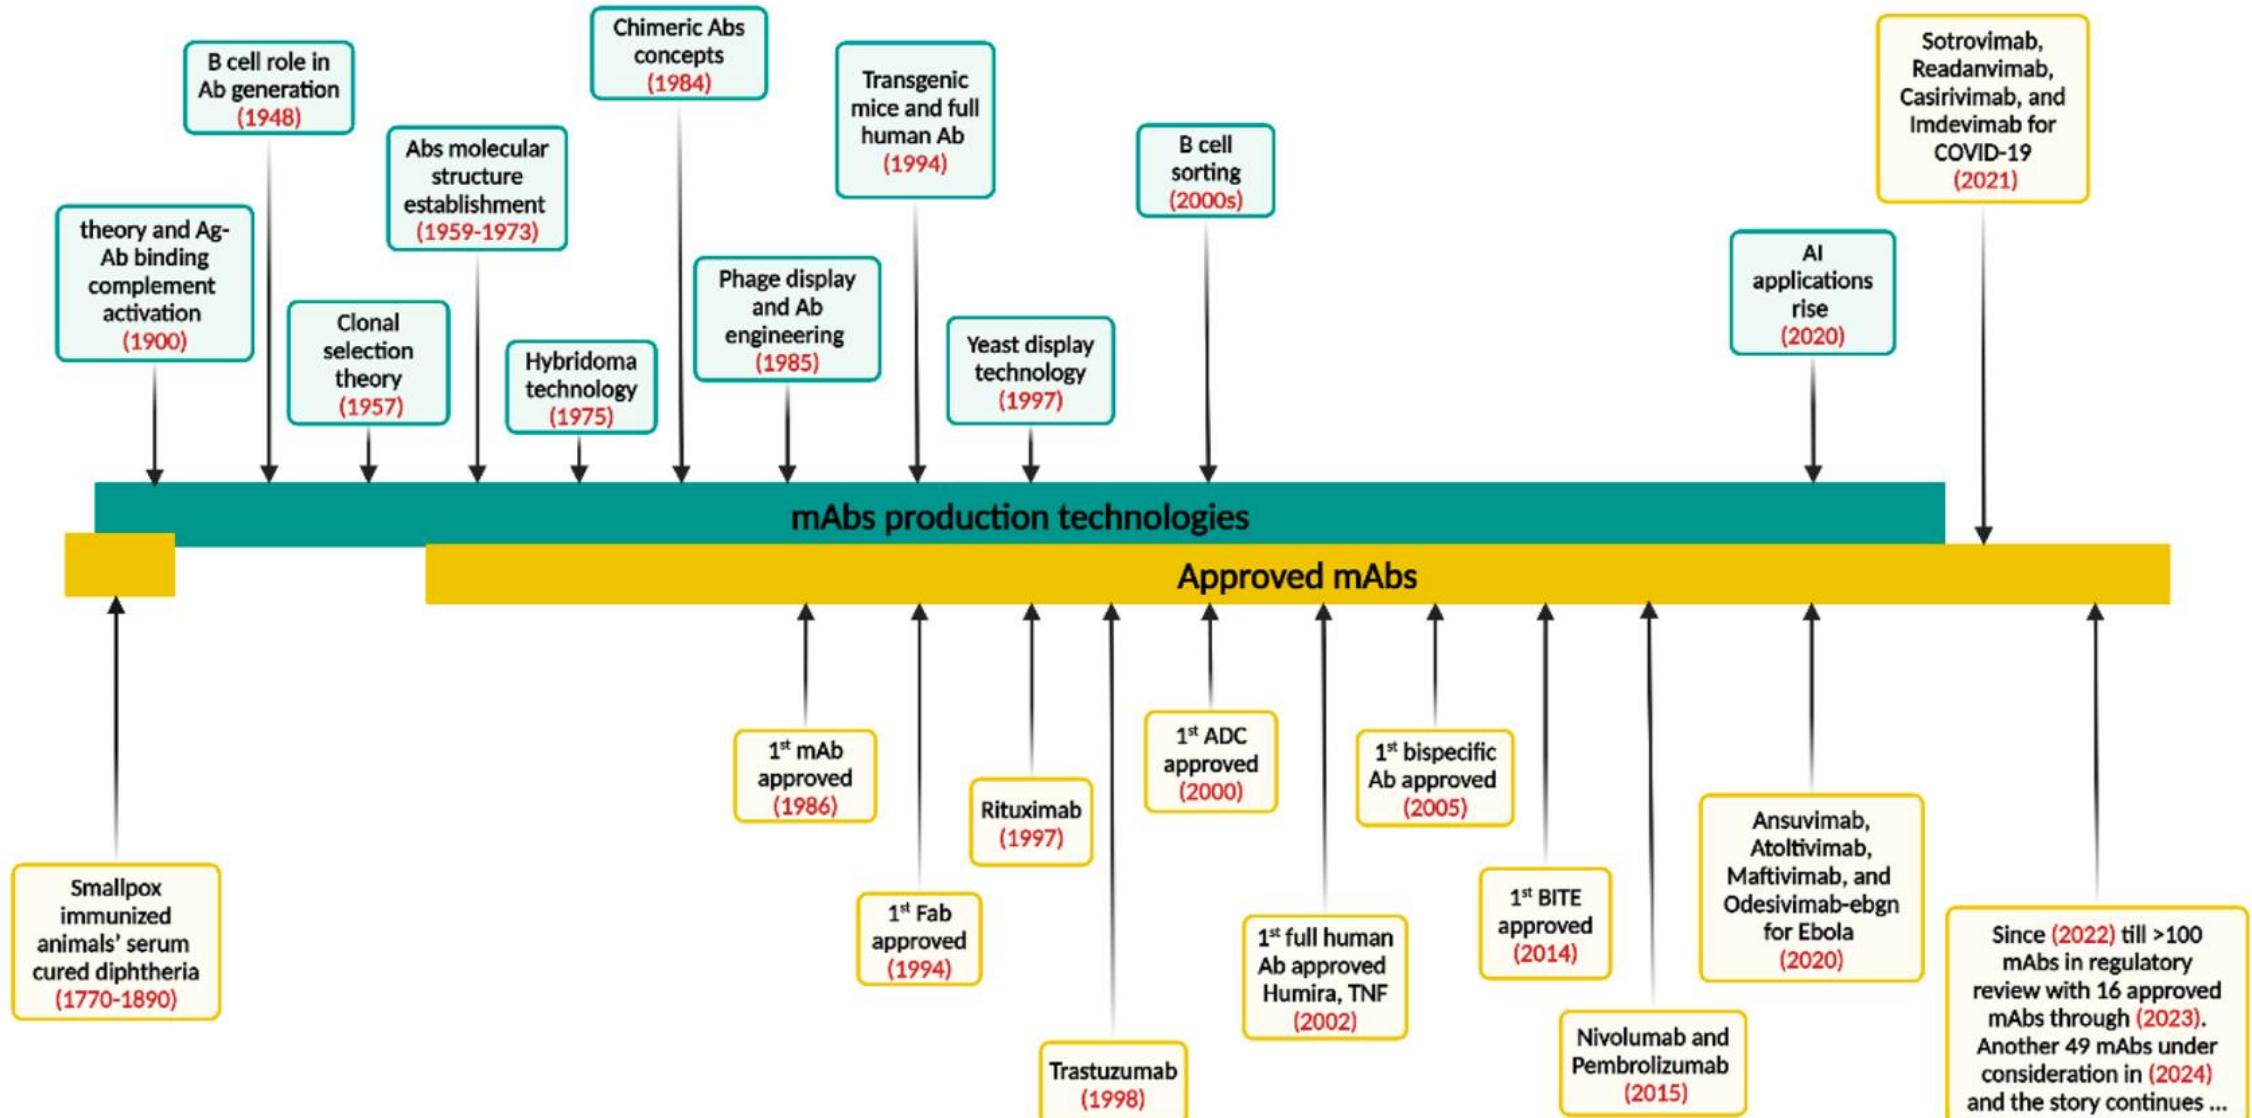 theory and Ag-
Ab binding
complement
activation
(1900)
B cell role in
Ab generation
(1948)
Clonal
selection
theory
(1957)
Abs molecular
structure
establishment
(1959-1973)
Hybridoma
technology
(1975)
Chimeric Abs
concepts
(1984)
Phage display
and Ab
engineering
(1985)
Transgenic
mice and full
human Ab
(1994)
Yeast display
technology
(1997)
B cell
sorting
(2000s)
AI
applications
rise
(2020)
Sotrovimab,
Readanvimab,
Casirivimab, and
Imdevimab for
COVID-19
(2021)
mAbs production technologies
Approved mAbs
Smallpox
immunized
animals’ serum
cured diphtheria
(1770-1890)
1st mAb
approved
(1986)
1st Fab
approved
(1994)
Rituximab
(1997)
Trastuzumab
(1998)
1st ADC
approved
(2000)
1st full human
Ab approved
Humira, TNF
(2002)
1st bispecific
Ab approved
(2005)
1st BITE
approved
(2014)
Nivolumab and
Pembrolizumab
(2015)
Ansuvimab,
Atoltivimab,
Maftivimab, and
Odesivimab-ebgn
for Ebola
(2020)
Since (2022) till >100
mAbs in regulatory
review with 16 approved
mAbs through (2023).
Another 49 mAbs under
consideration in (2024)
and the story continues ...